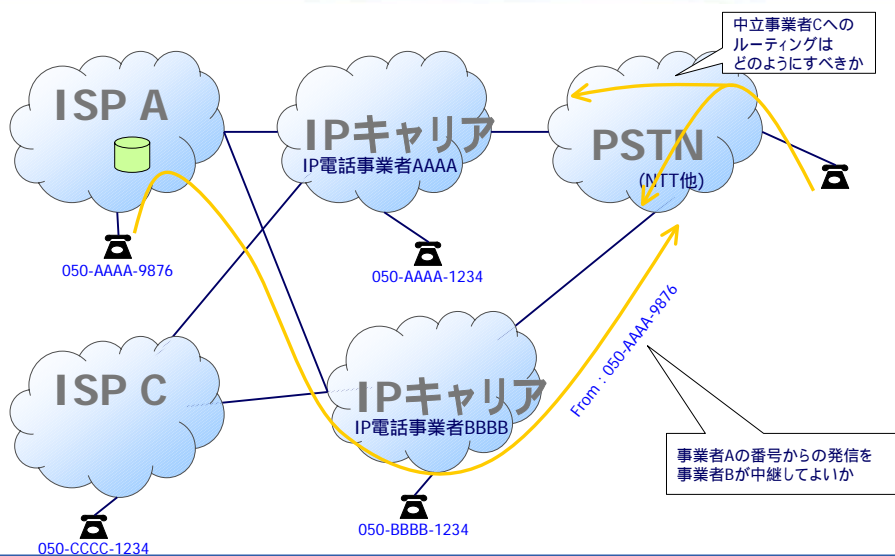 中立事業者Cへの
ルーティングは
どのようにすべきか
ISP A
IPキャリア
IP電話事業者AAAA
PSTN
(NTT他)
050-AAAA-9876
050-AAAA-1234
From : 050-AAAA-9876
ISP C
IPキャリア
IP電話事業者BBBB
事業者Aの番号からの発信を
事業者Bが中継してよいか
050-BBBB-1234
050-CCCC-1234